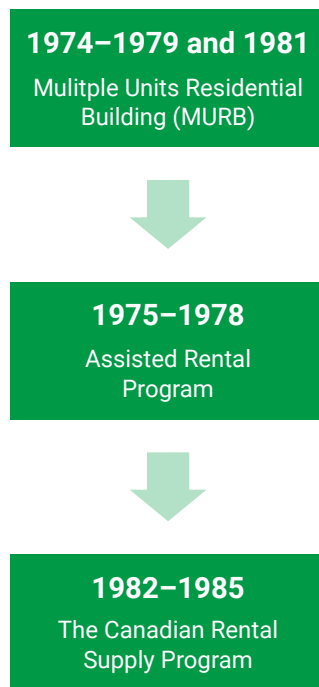 1974–1979 and 1981
Mulitple Units Residential
Building (MURB)
1975–1978
Assisted Rental
Program
1982–1985
The Canadian Rental
Supply Program